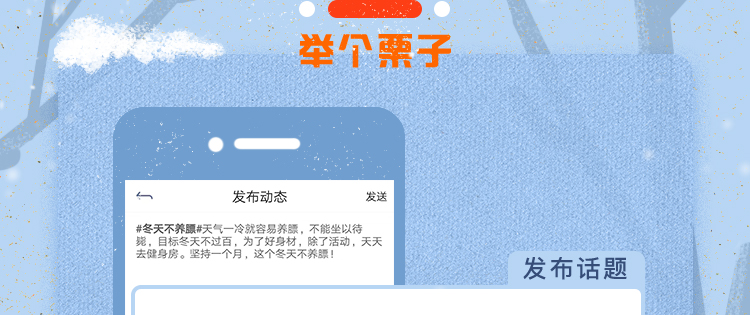 举个栗子
发布动态
发送
#冬天不养膘#天气一冷就容易养膘，不能坐以待
毙，目标冬天不过百，为了好身材，除了活动，天天
去健身房。坚持一个月，这个冬天不养膘！
发布话题